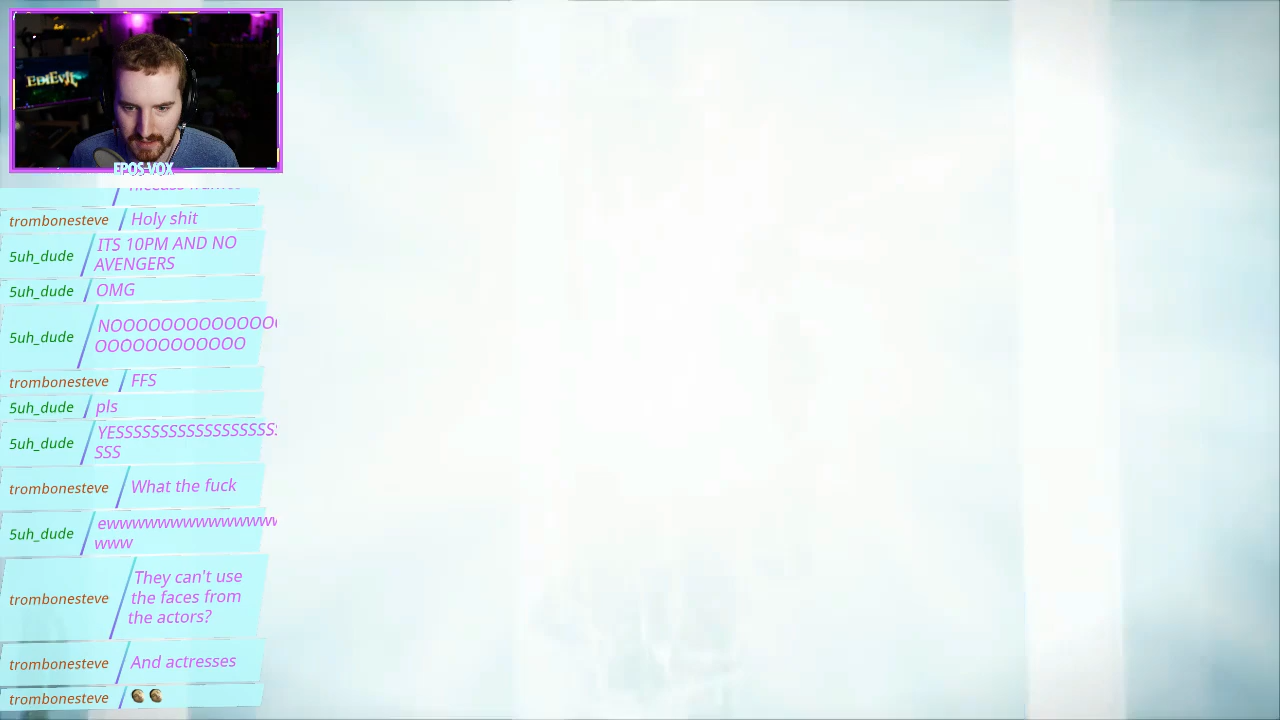 EDIEVIL
EPOS VOX
trombonesteve Holy shit
5uh_dude ITS 10PM AND NO
AVENGERS
5uh_dude OMG
5uh_dude NOOOOOOOOOOOOO
OOOOOOOOOOOO
trombonesteve FFS
5uh_dude pls
5uh_dude YESSSSSSSSSSSSSSSSSS
SSS
trombonesteve What the fuck
5uh_dude ewwwwwwwwwwwwwww
www
trombonesteve They can't use
the faces from
the actors?
trombonesteve And actresses
trombonesteve